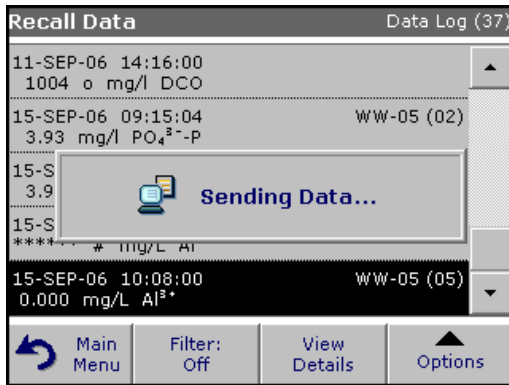 Recall Data Data Log (37)
11-SEP-06 14:16:00
1004 o mg/l DCO
15-SEP-06 09:15:04 WW-05 (02)
3.93 mg/l PO₄³⁻-P
15-S
3.9
Sending Data...
15-S
# mg/L Al
15-SEP-06 10:08:00 WW-05 (05)
0.000 mg/L Al³⁺
Main Menu
Filter: Off
View Details
Options